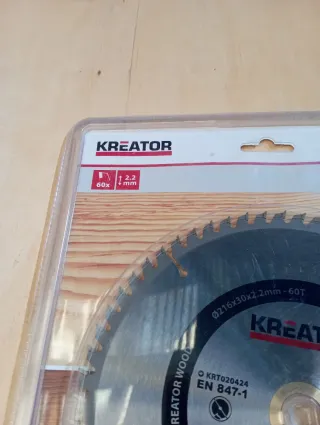 KREATOR
60x
2.2
mm
Ø216x30x2.2mm - 60T
KREATOR
KRT020424
EN 847-1
KREATOR WOOD